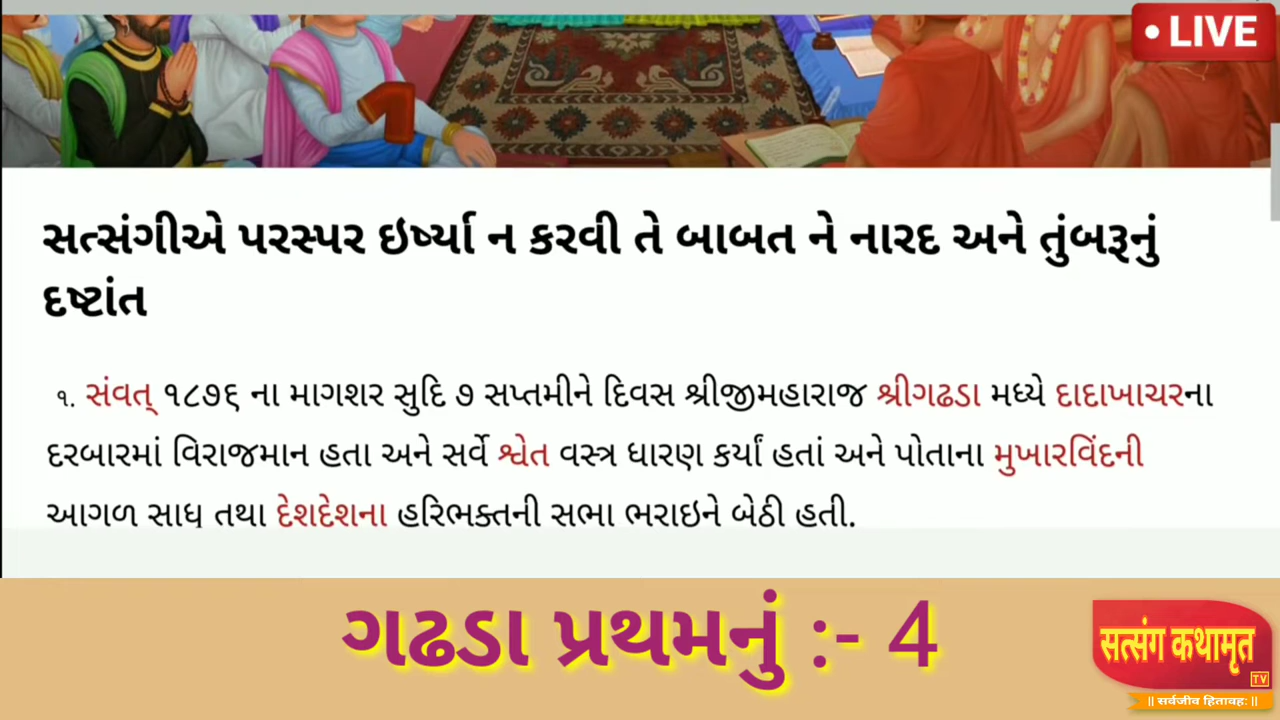 LIVE
સત્સંગીએ પરસ્પર ઇર્ષ્યા ન કરવી તે બાબત ને નારદ અને તુંબરૂનું
દષ્ટાંત
૧. સંવત્ ૧૮૭૬ ના માગશર સુદિ ૭ સપ્તમીને દિવસ શ્રીજીમહારાજ શ્રીગઢડા મધ્યે દાદાખાચરના
દરબારમાં વિરાજમાન હતા અને સર્વે શ્વેત વસ્ત્ર ધારણ કર્યાં હતાં અને પોતાના મુખારવિંદની
આગળ સાધુ તથા દેશદેશના હરિભક્તની સભા ભરાઇને બેઠી હતી.
ગઢડા પ્રથમનું :- 4
सत्संग कथामृत
TV
|| सर्वजीव हितावह: ||